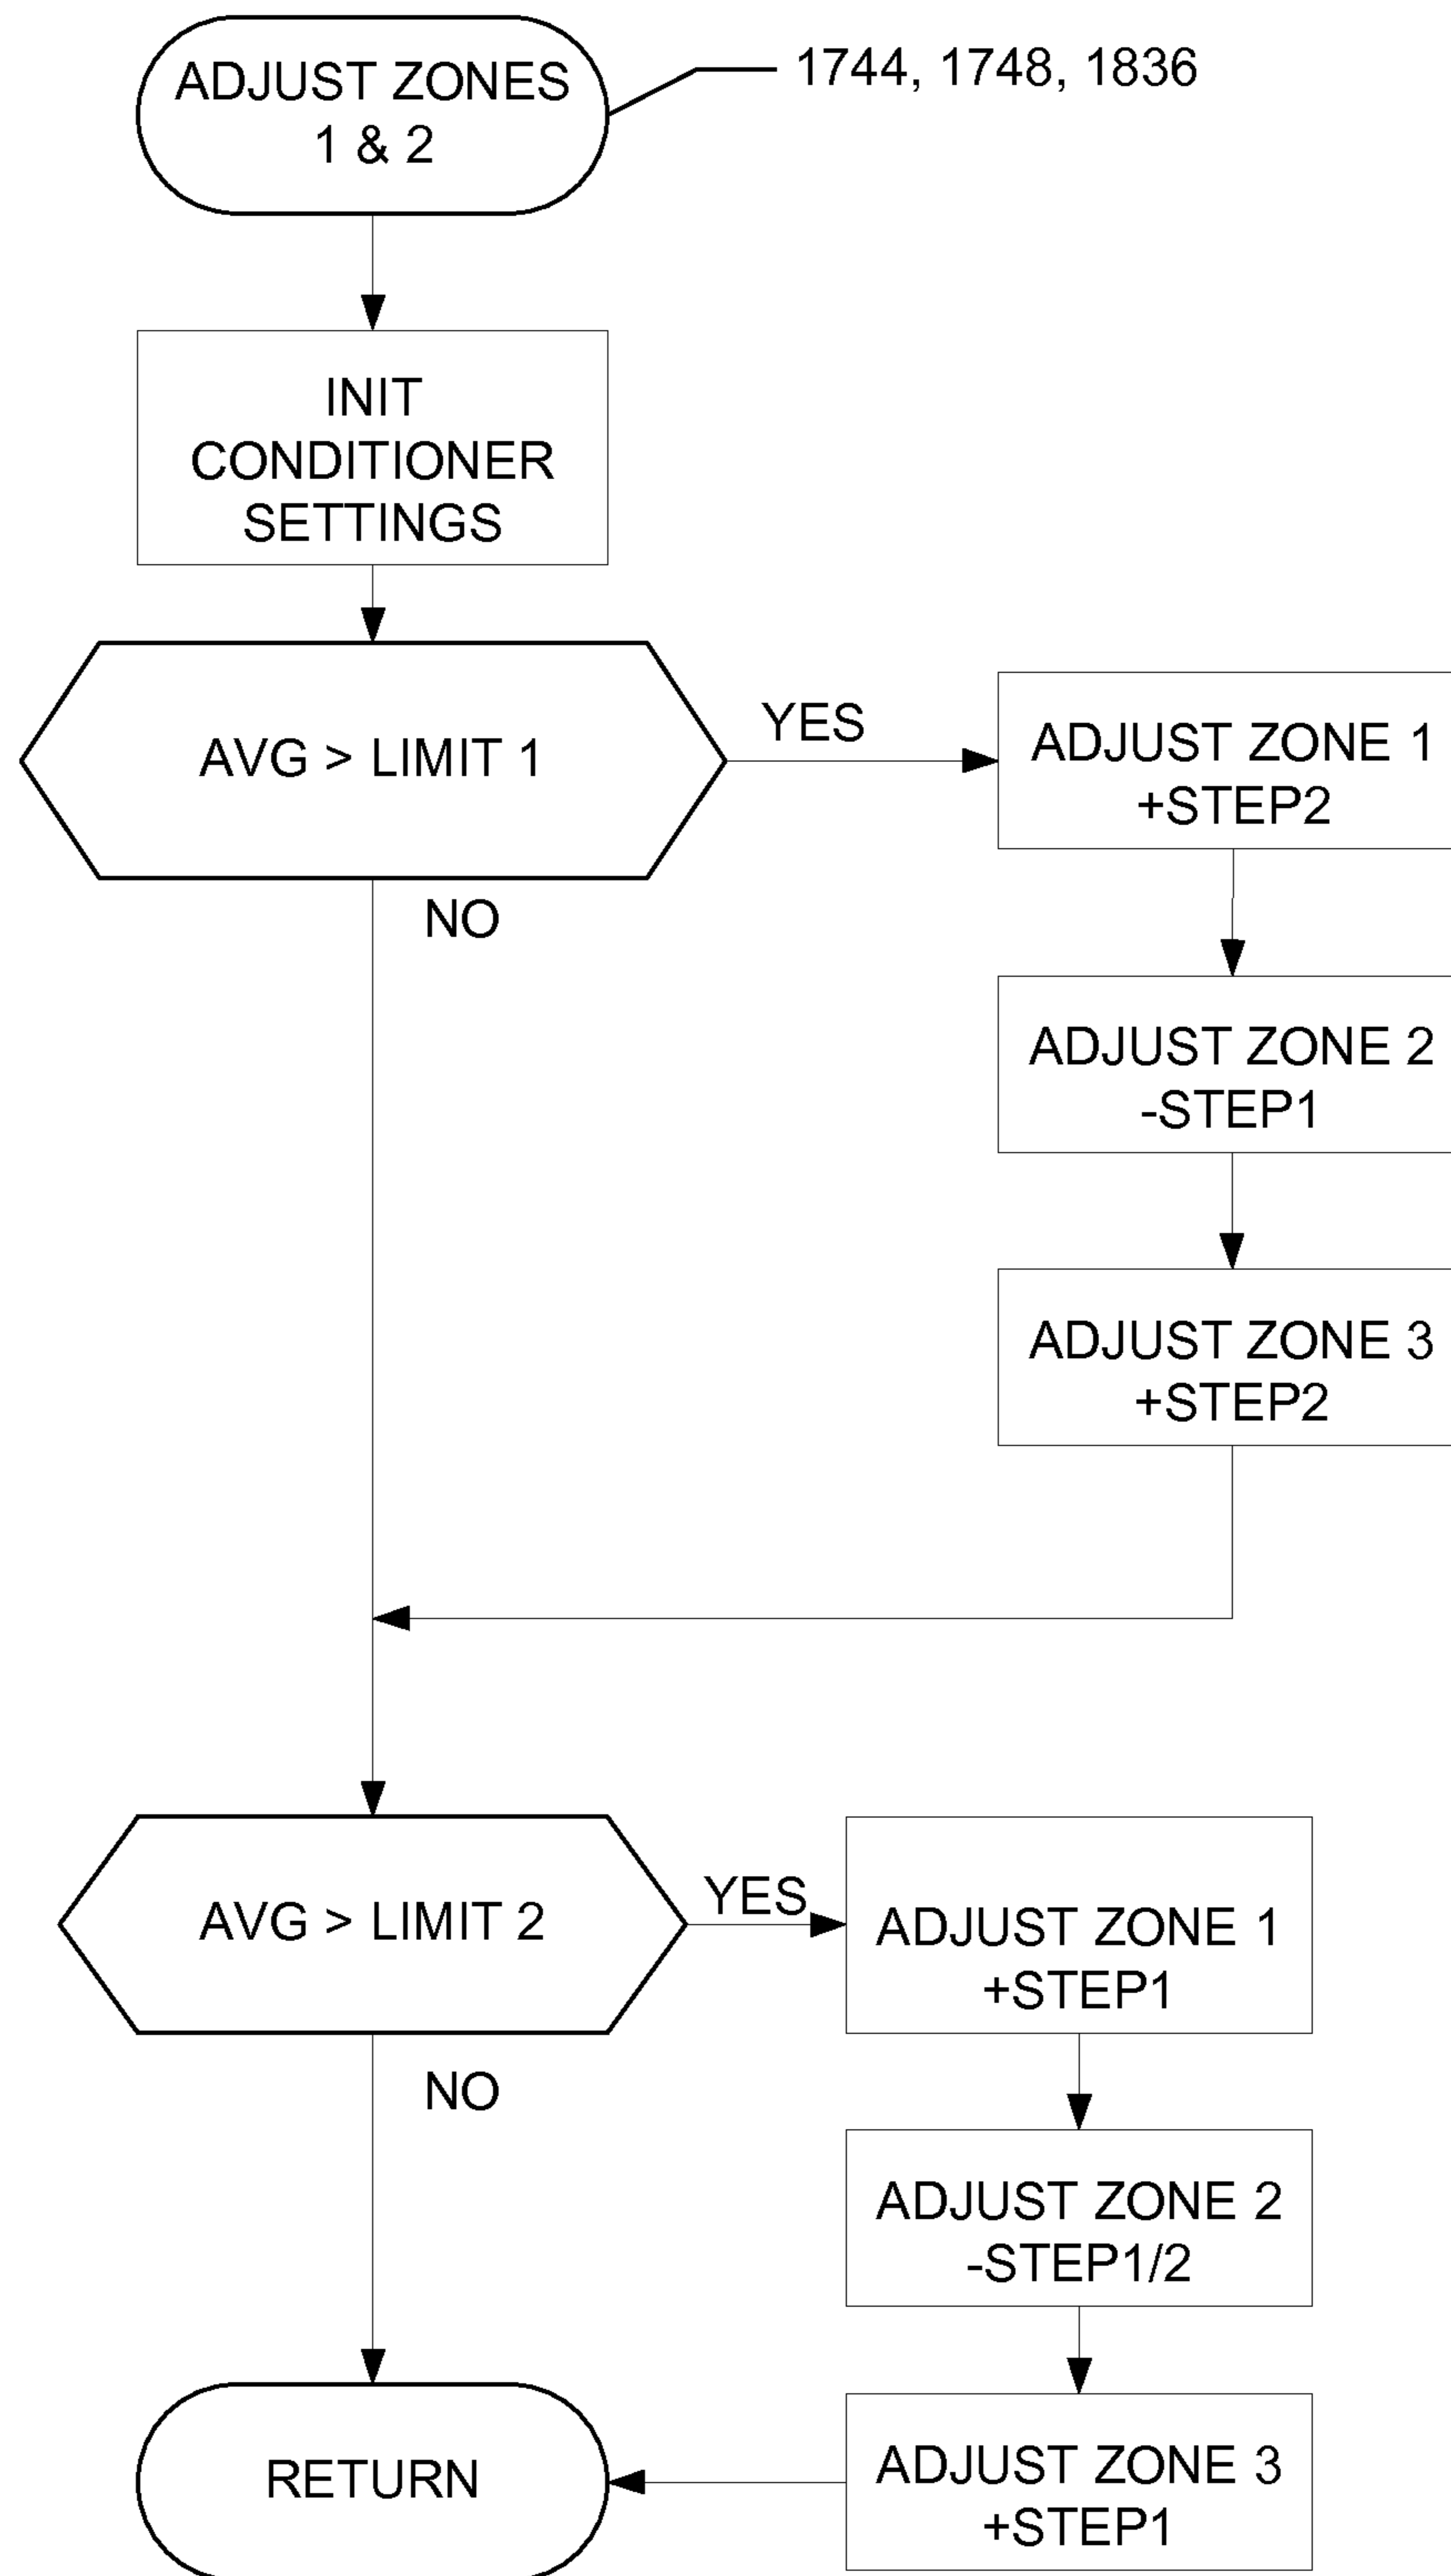 ADJUST ZONES
1 & 2
1744, 1748, 1836
INIT
CONDITIONER
SETTINGS
AVG > LIMIT 1
YES
ADJUST ZONE 1
+STEP2
NO
ADJUST ZONE 2
-STEP1
ADJUST ZONE 3
+STEP2
AVG > LIMIT 2
YES
ADJUST ZONE 1
+STEP1
NO
ADJUST ZONE 2
-STEP1/2
RETURN
ADJUST ZONE 3
+STEP1